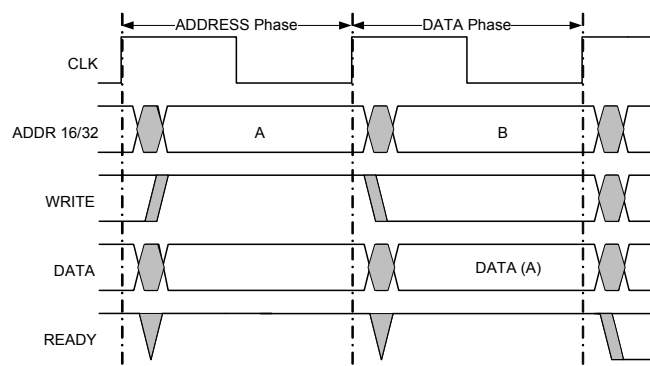 ADDRESS Phase DATA Phase
CLK
ADDR 16/32 A B
WRITE
DATA DATA (A)
READY